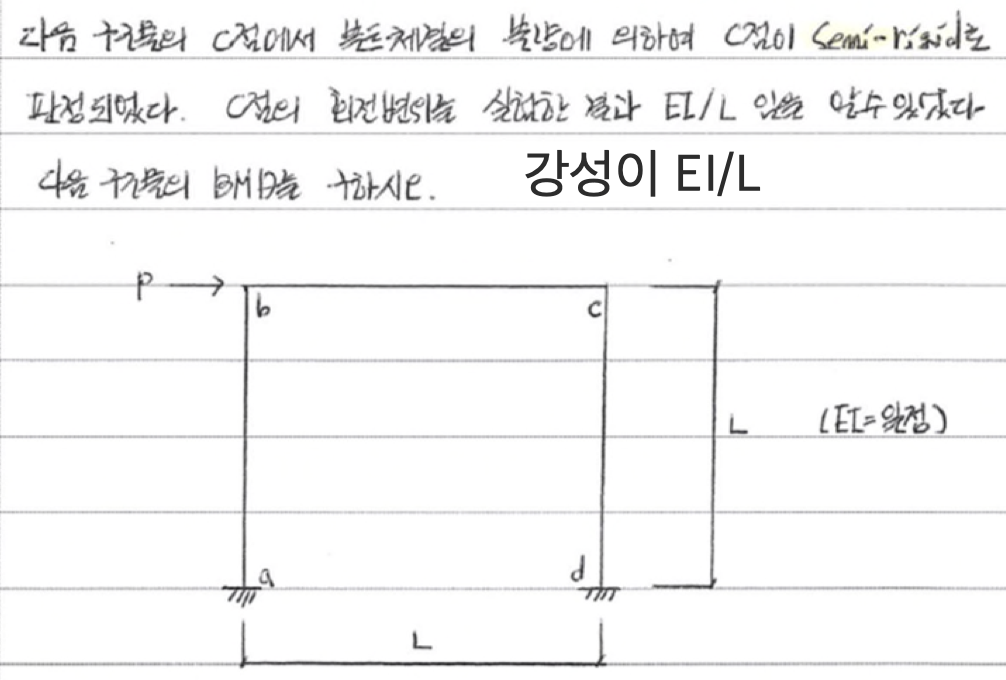 다음 구조물의 C점에서 볼트체결의 불량에 의하여 C점이 Semi-rigid로
판정되었다. C점의 회전변위를 실험한 결과 EI/L 임을 알수 있었다
다음 구조물의 BMD를 구하시오.
강성이 EI/L
P
b
c
L
(EI=일정)
a
d
L